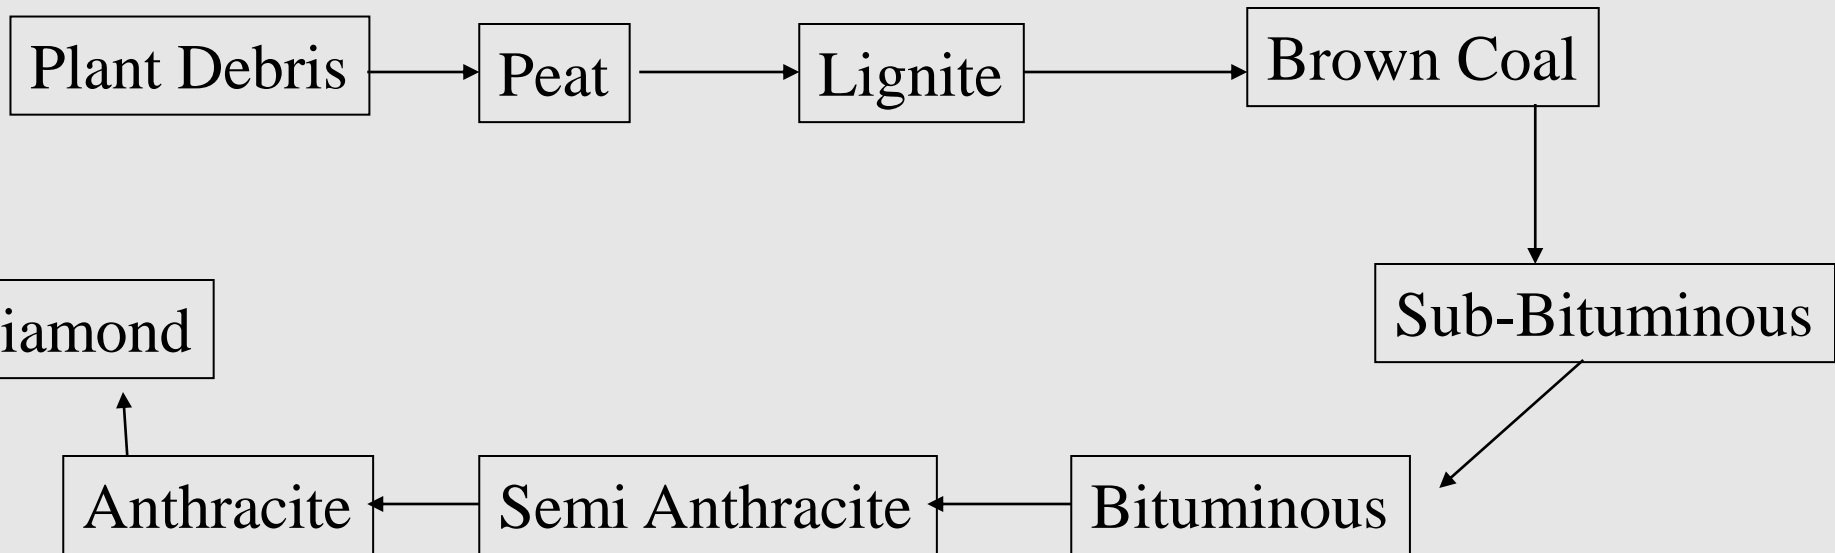 Plant Debris
Peat
Lignite
Brown Coal
Sub-Bituminous
Bituminous
Semi Anthracite
Anthracite
iamond